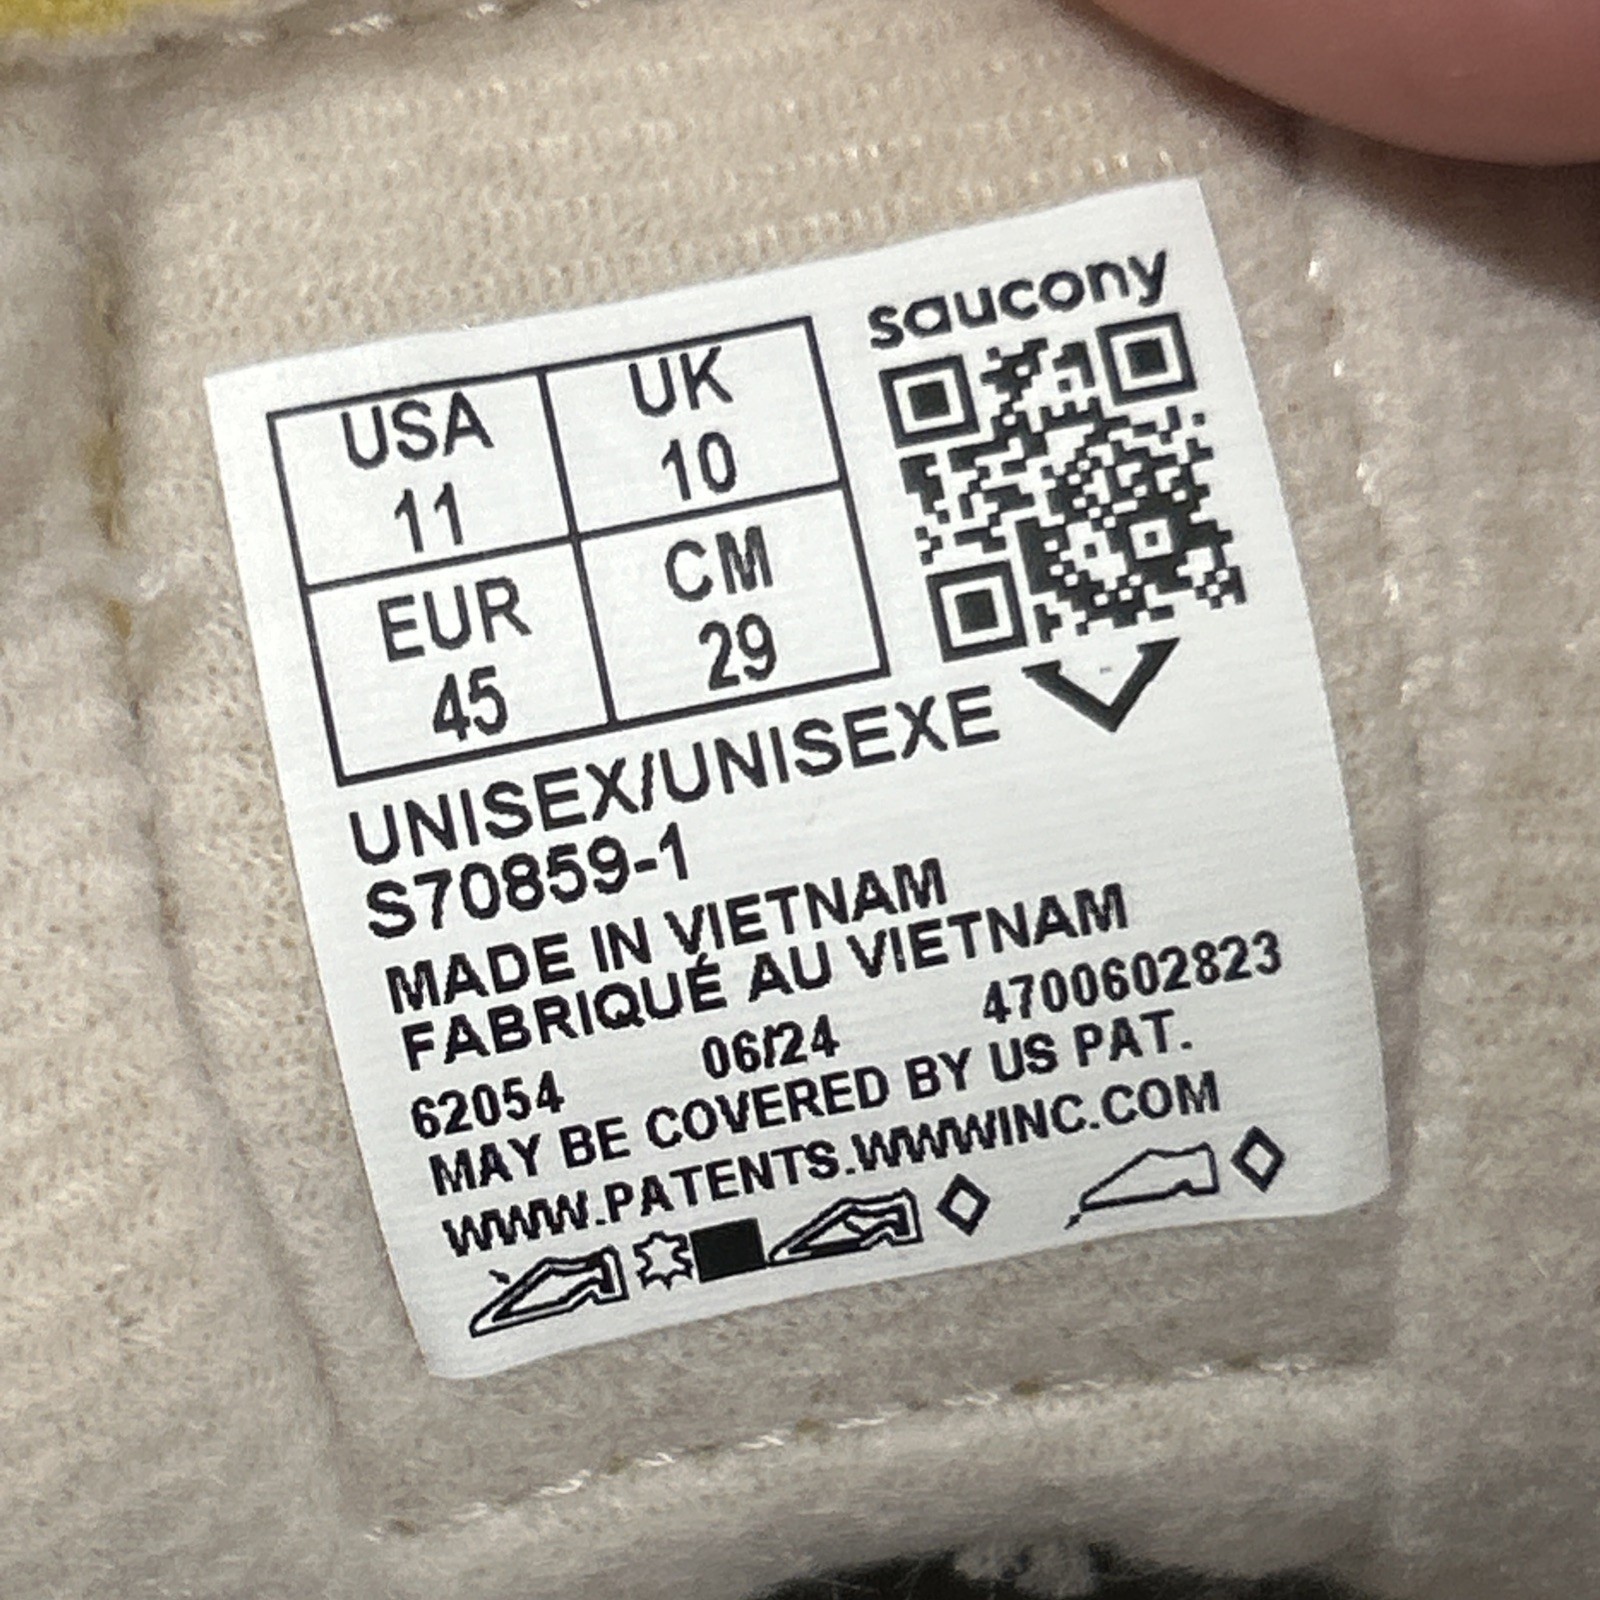 saucony
USA UK
11 10
EUR CM
45 29
UNISEX/UNISEXE
S70859-1
MADE IN VIETNAM
FABRIQUÉ AU VIETNAM
62054 06/24 4700602823
MAY BE COVERED BY US PAT.
WWW.PATENTS.WWWINC.COM